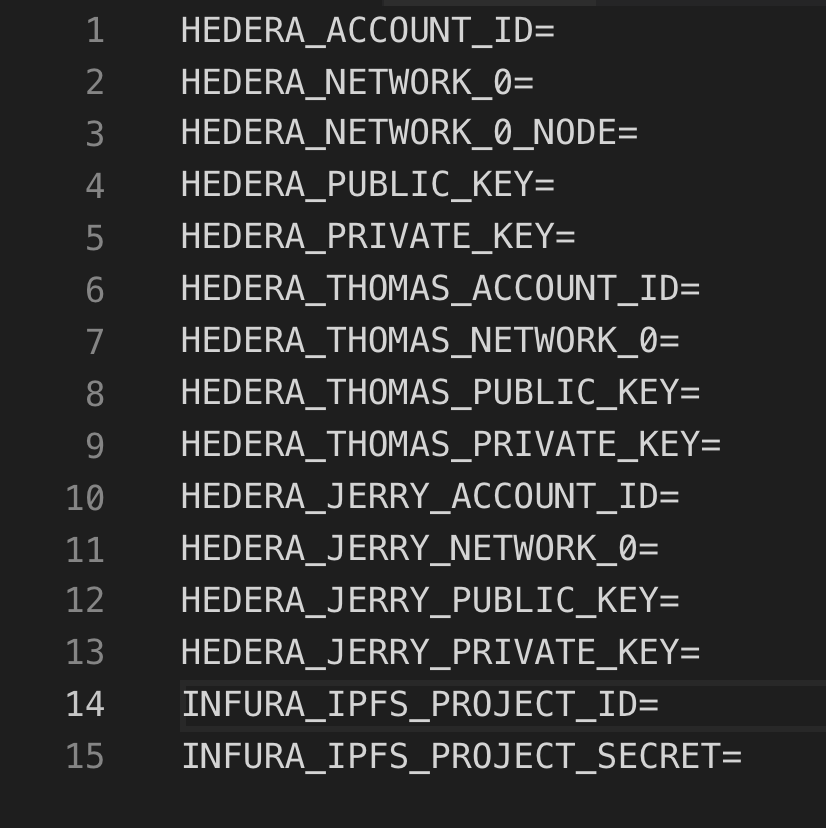 1 HEDERA_ACCOUNT_ID=
2 HEDERA_NETWORK_0=
3 HEDERA_NETWORK_0_NODE=
4 HEDERA_PUBLIC_KEY=
5 HEDERA_PRIVATE_KEY=
6 HEDERA_THOMAS_ACCOUNT_ID=
7 HEDERA_THOMAS_NETWORK_0=
8 HEDERA_THOMAS_PUBLIC_KEY=
9 HEDERA_THOMAS_PRIVATE_KEY=
10 HEDERA_JERRY_ACCOUNT_ID=
11 HEDERA_JERRY_NETWORK_0=
12 HEDERA_JERRY_PUBLIC_KEY=
13 HEDERA_JERRY_PRIVATE_KEY=
14 INFURA_IPFS_PROJECT_ID=
15 INFURA_IPFS_PROJECT_SECRET=